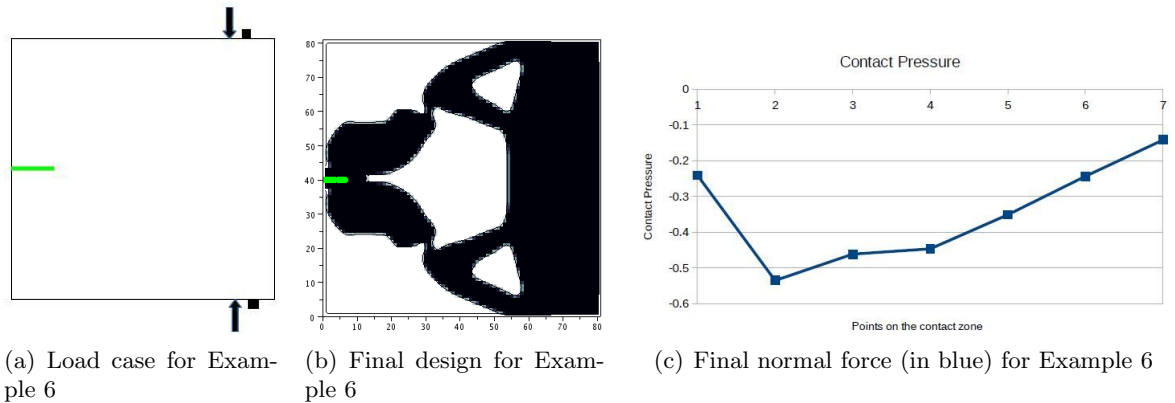 80
70
60
50
40
30
20
10
0
0 10 20 30 40 50 60 70 80
Contact Pressure
0
1 2 3 4 5 6 7
-0.1
-0.2
-0.3
-0.4
-0.5
-0.6
Contact Pressure
Points on the contact zone
(a) Load case for Exam-
ple 6
(b) Final design for Exam-
ple 6
(c) Final normal force (in blue) for Example 6